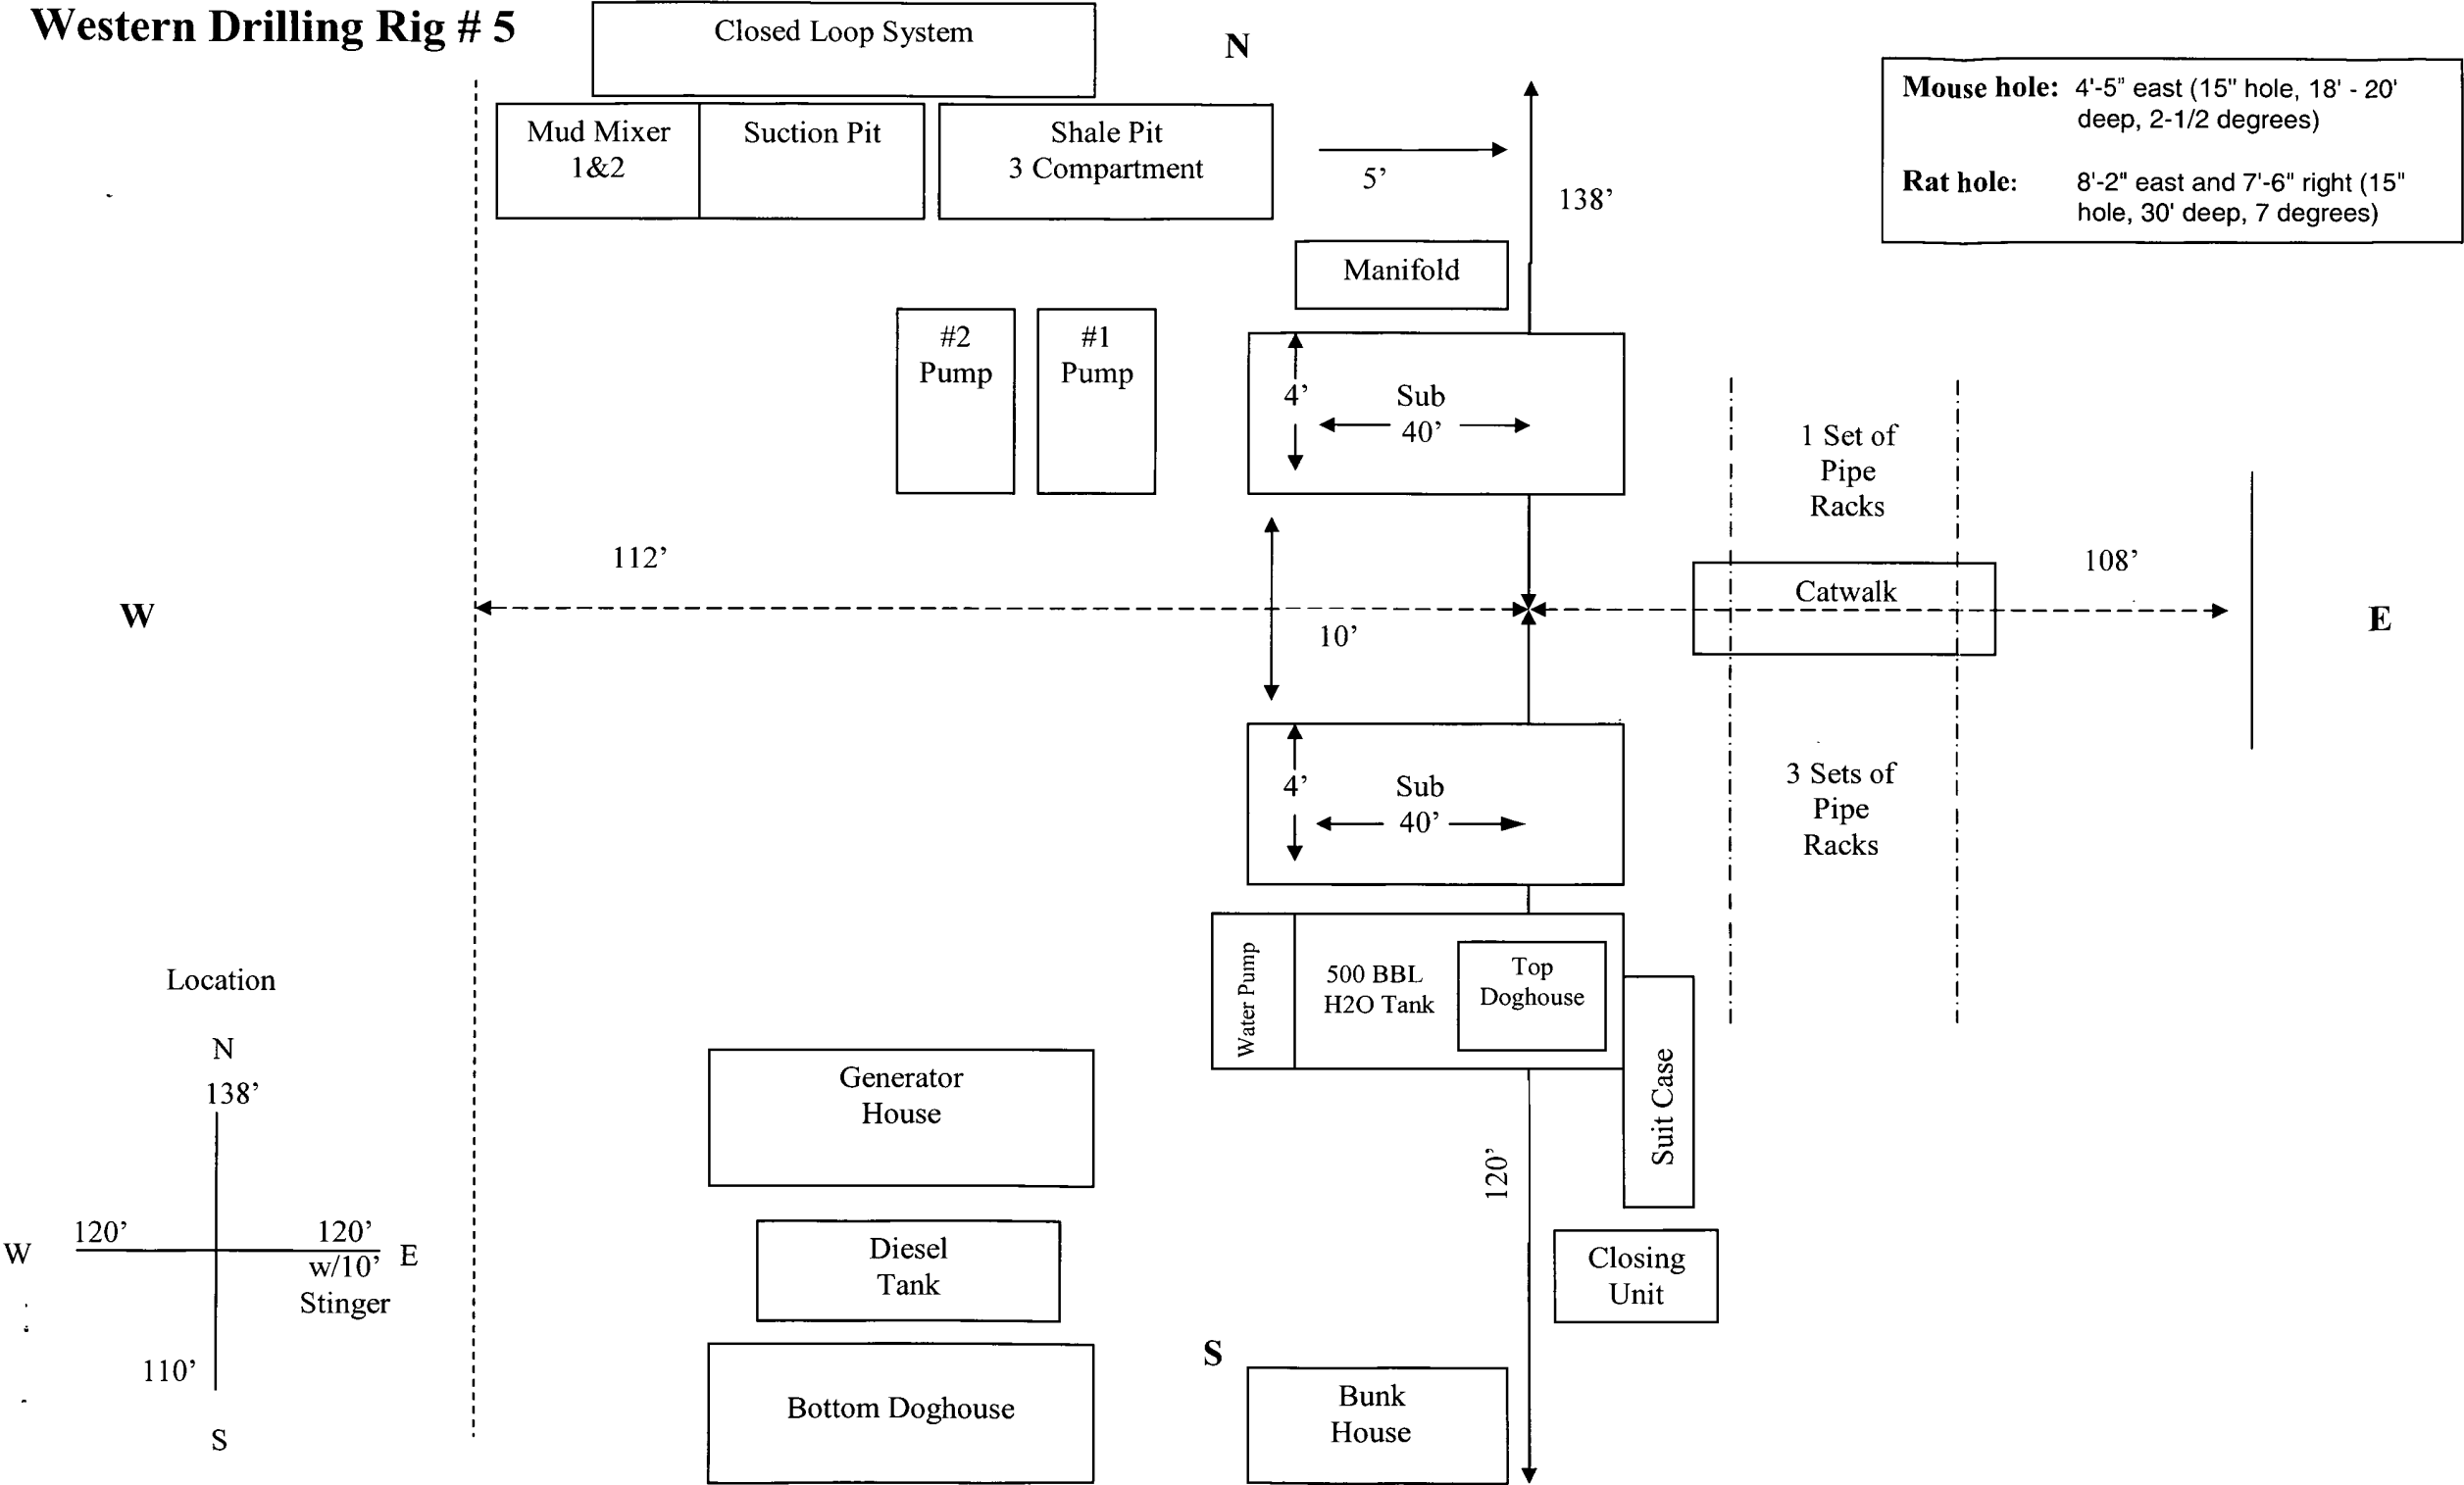 Western Drilling Rig # 5
Closed Loop System
N
Mouse hole: 4'-5" east (15" hole, 18' - 20'
deep, 2-1/2 degrees)
Rat hole: 8'-2" east and 7'-6" right (15"
hole, 30' deep, 7 degrees)
Mud Mixer
1&2
Suction Pit
Shale Pit
3 Compartment
5’
138’
Manifold
#2
Pump
#1
Pump
4’
Sub
40’
1 Set of
Pipe
Racks
112’
108’
W
10’
Catwalk
E
4’
Sub
40’
3 Sets of
Pipe
Racks
Water Pump
500 BBL
H2O Tank
Top
Doghouse
Suit Case
Location
N
138’
W
120’
120’
w/10’
Stinger
E
110’
S
Generator
House
120’
Diesel
Tank
Closing
Unit
S
Bottom Doghouse
Bunk
House